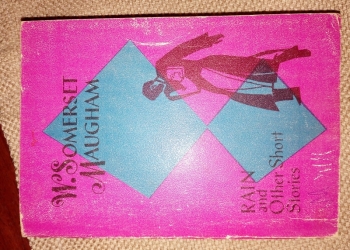 W. SOMERSET
MAUGHAM
RAIN
and
Other Short
Stories